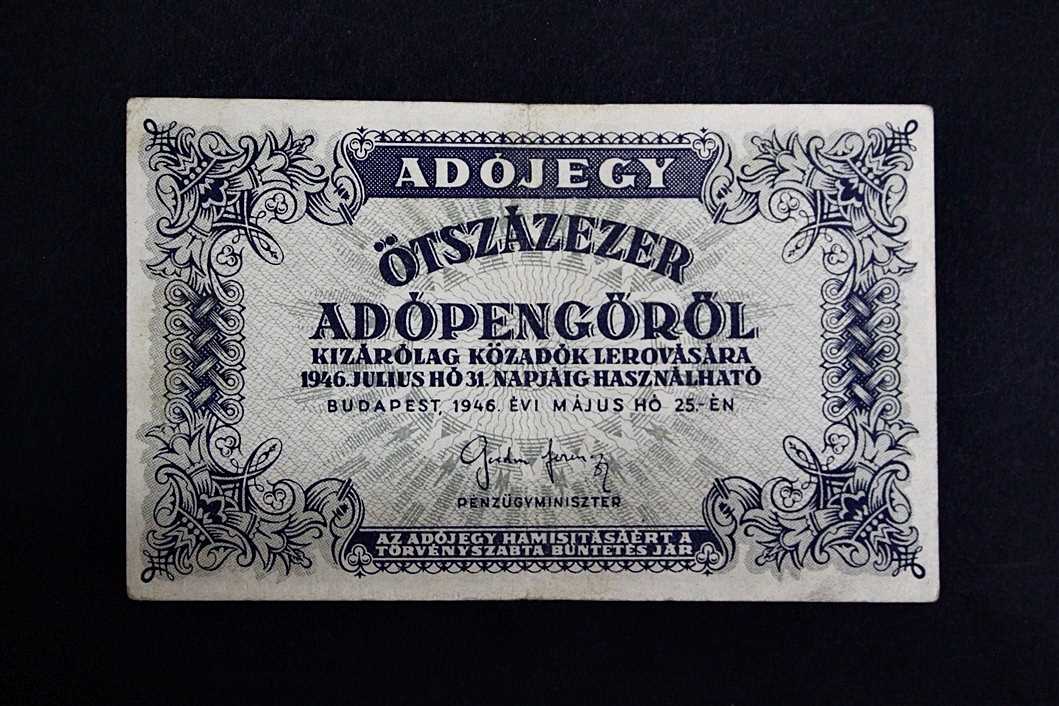 ADÓJEGY
ÖTSZÁZEZER
ADÓPENGŐRŐL
KIZÁRÓLAG KÖZADÓK LEROVÁSÁRA
1946. JULIUS HÓ 31. NAPJÁIG HASZNÁLHATÓ
BUDAPEST, 1946. ÉVI MÁJUS HÓ 25.-ÉN
PÉNZÜGYMINISZTER
AZ ADÓJEGY HAMISITÁSÁÉRT A
TÖRVÉNYSZABTA BÜNTETÉS JÁR